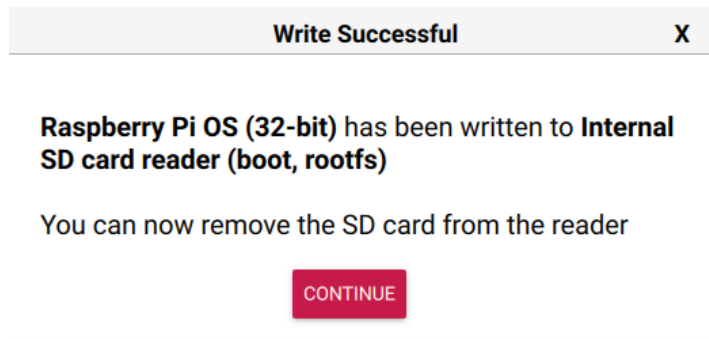 Write Successful X
Raspberry Pi OS (32-bit) has been written to Internal
SD card reader (boot, rootfs)
You can now remove the SD card from the reader
CONTINUE